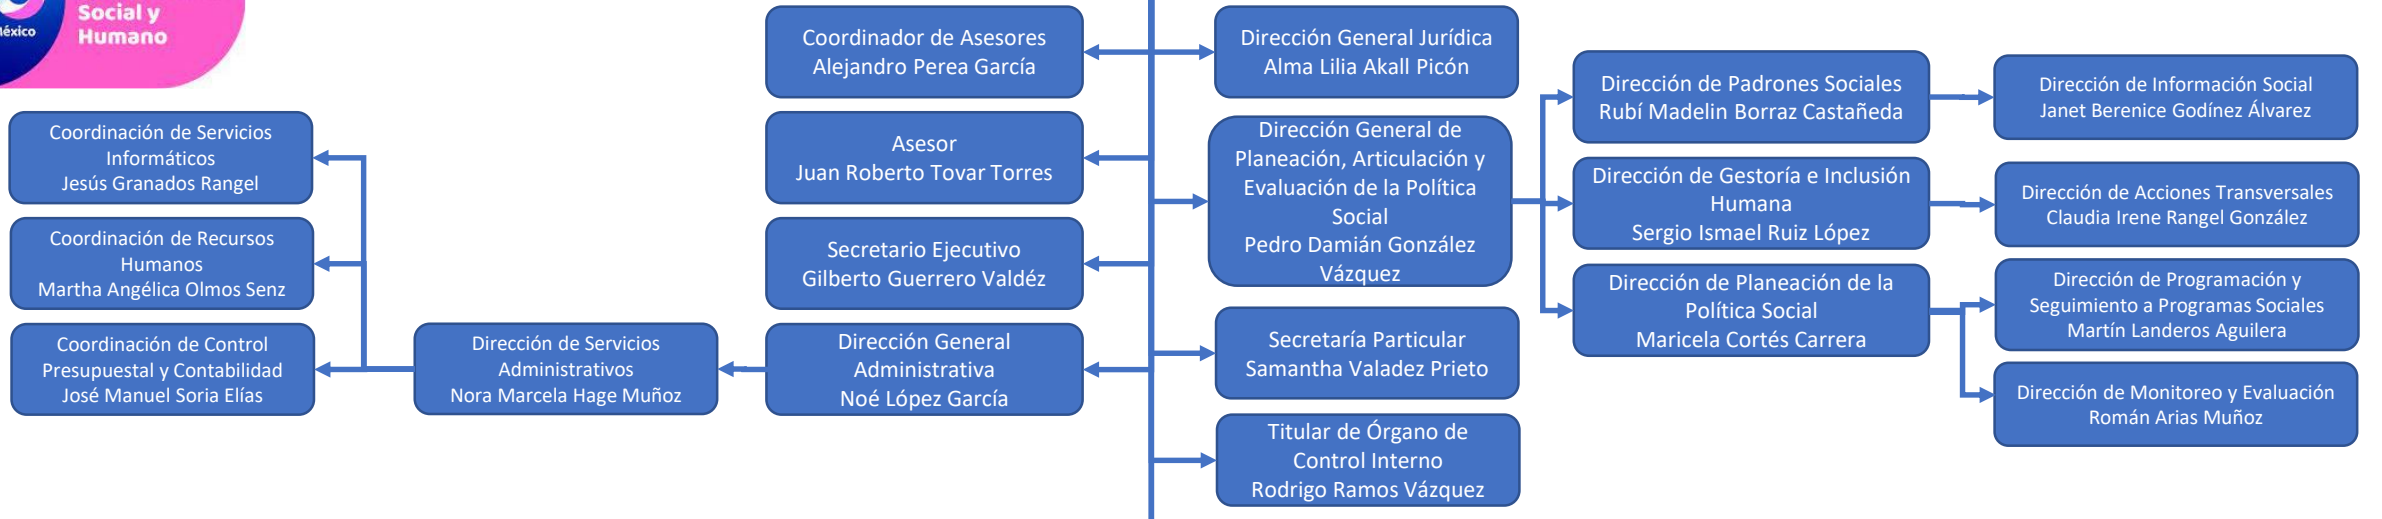 Social y
Humano
México
Coordinador de Asesores
Alejandro Perea García
Dirección General Jurídica
Alma Lilia Akall Picón
Dirección de Padrones Sociales
Rubí Madelin Borraz Castañeda
Dirección de Información Social
Janet Berenice Godínez Álvarez
Coordinación de Servicios
Informáticos
Jesús Granados Rangel
Asesor
Juan Roberto Tovar Torres
Dirección General de
Planeación, Articulación y
Evaluación de la Política
Social
Pedro Damián González
Vázquez
Dirección de Gestoría e Inclusión
Humana
Sergio Ismael Ruiz López
Dirección de Acciones Transversales
Claudia Irene Rangel González
Coordinación de Recursos
Humanos
Martha Angélica Olmos Senz
Secretario Ejecutivo
Gilberto Guerrero Valdéz
Dirección de Planeación de la
Política Social
Maricela Cortés Carrera
Dirección de Programación y
Seguimiento a Programas Sociales
Martín Landeros Aguilera
Coordinación de Control
Presupuestal y Contabilidad
José Manuel Soria Elías
Dirección de Servicios
Administrativos
Nora Marcela Hage Muñoz
Dirección General
Administrativa
Noé López García
Secretaría Particular
Samantha Valadez Prieto
Dirección de Monitoreo y Evaluación
Román Arias Muñoz
Titular de Órgano de
Control Interno
Rodrigo Ramos Vázquez